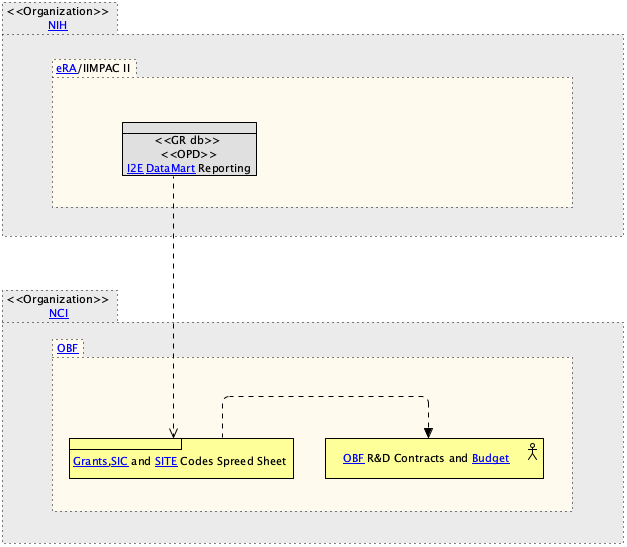 <<Organization>>
NIH
eRA/IIMPAC II
<<GR db>>
<<OPD>>
I2E DataMart Reporting
<<Organization>>
NCI
OBF
Grants,SIC and SITE Codes Spreed Sheet
OBF R&D Contracts and Budget